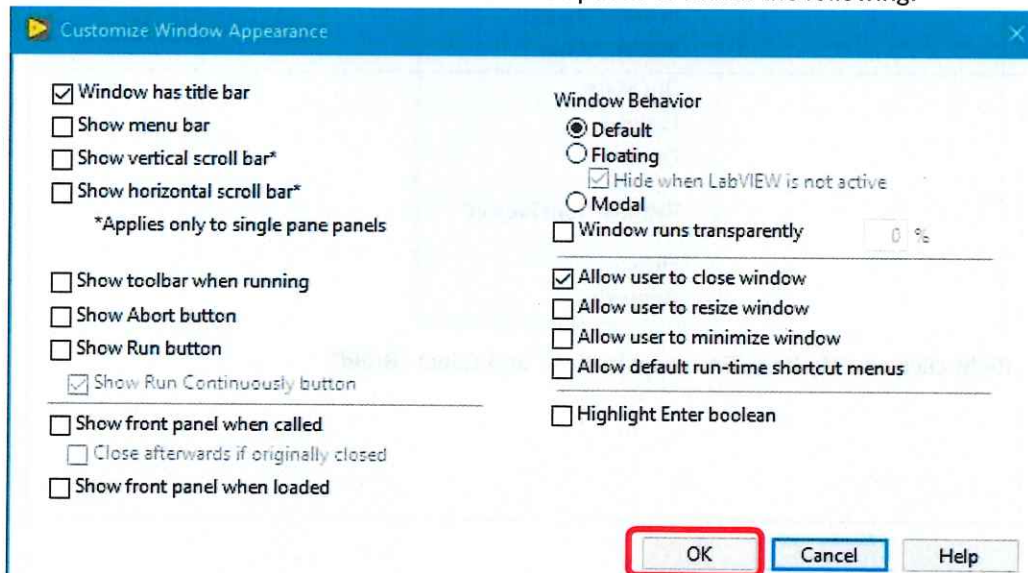 the following:
Customize Window Appearance
Window has title bar
Show menu bar
Show vertical scroll bar*
Show horizontal scroll bar*
*Applies only to single pane panels
Show toolbar when running
Show Abort button
Show Run button
Show Run Continuously button
Show front panel when called
Close afterwards if originally closed
Show front panel when loaded
Window Behavior
Default
Floating
Hide when LabVIEW is not active
Modal
Window runs transparently
0 %
Allow user to close window
Allow user to resize window
Allow user to minimize window
Allow default run-time shortcut menus
Highlight Enter boolean
OK
Cancel
Help